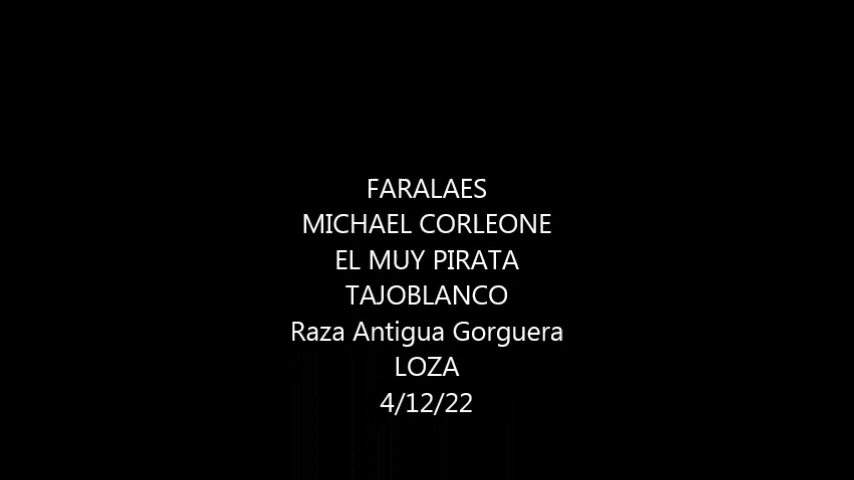 FARALAES
MICHAEL CORLEONE
EL MUY PIRATA
TAJOBLANCO
Raza Antigua Gorguera
LOZA
4/12/22